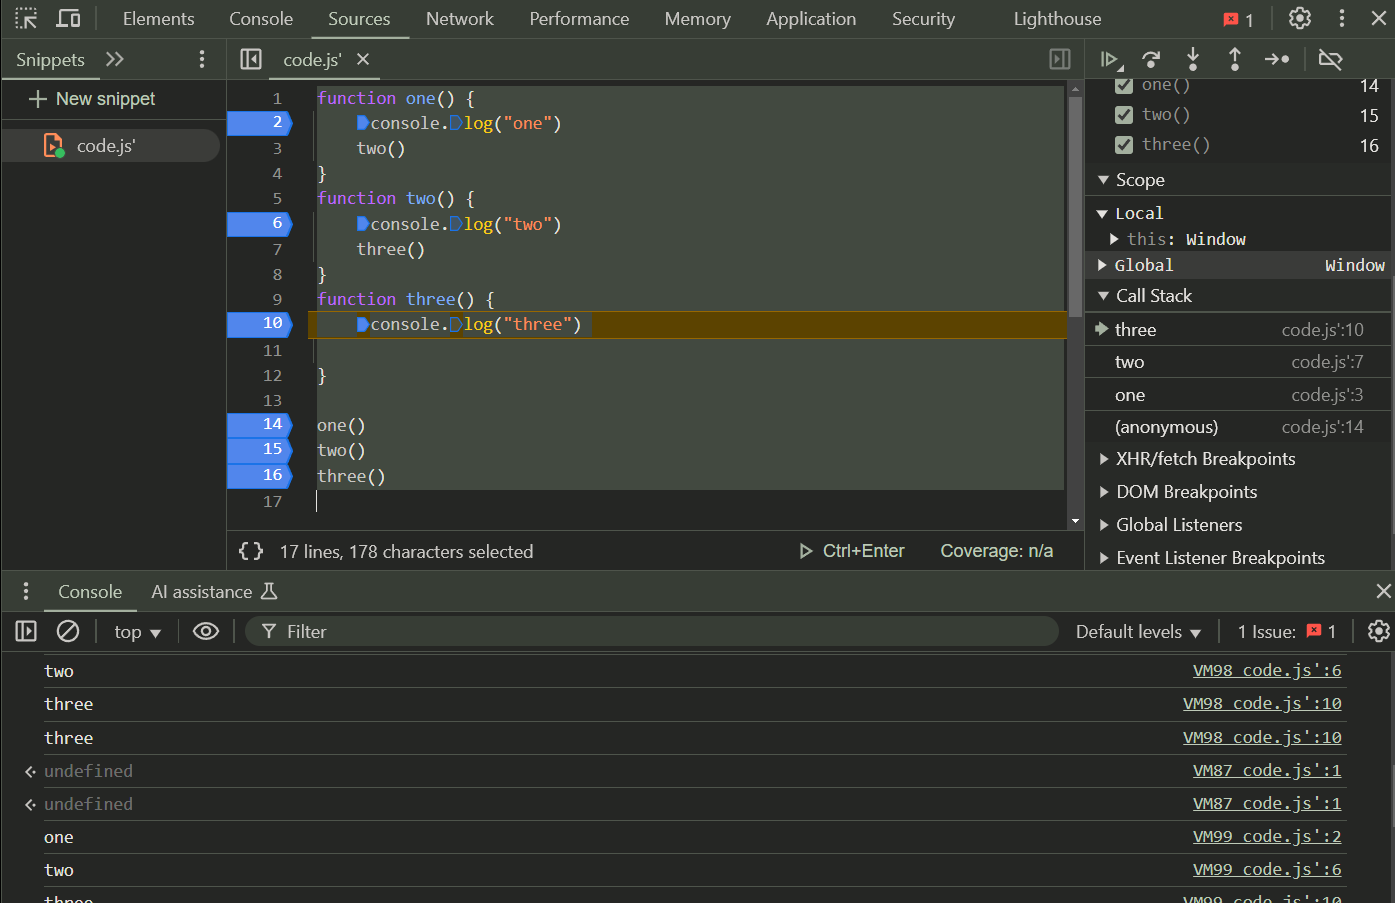 Elements Console Sources Network Performance Memory Application Security Lighthouse 1
Snippets code.js'
New snippet
code.js'
1 function one() {
2 console.log("one")
3 two()
4 }
5 function two() {
6 console.log("two")
7 three()
8 }
9 function three() {
10 console.log("three")
11
12 }
13
14 one()
15 two()
16 three()
17
{} 17 lines, 178 characters selected Ctrl+Enter Coverage: n/a
one() 14
two() 15
three() 16
Scope
Local
this: Window
Global Window
Call Stack
three code.js':10
two code.js':7
one code.js':3
(anonymous) code.js':14
XHR/fetch Breakpoints
DOM Breakpoints
Global Listeners
Event Listener Breakpoints
Console AI assistance
top Filter Default levels 1 Issue: 1
two VM98 code.js':6
three VM98 code.js':10
three VM98 code.js':10
undefined VM87 code.js':1
undefined VM87 code.js':1
one VM99 code.js':2
two VM99 code.js':6
three VM99 code.js':10